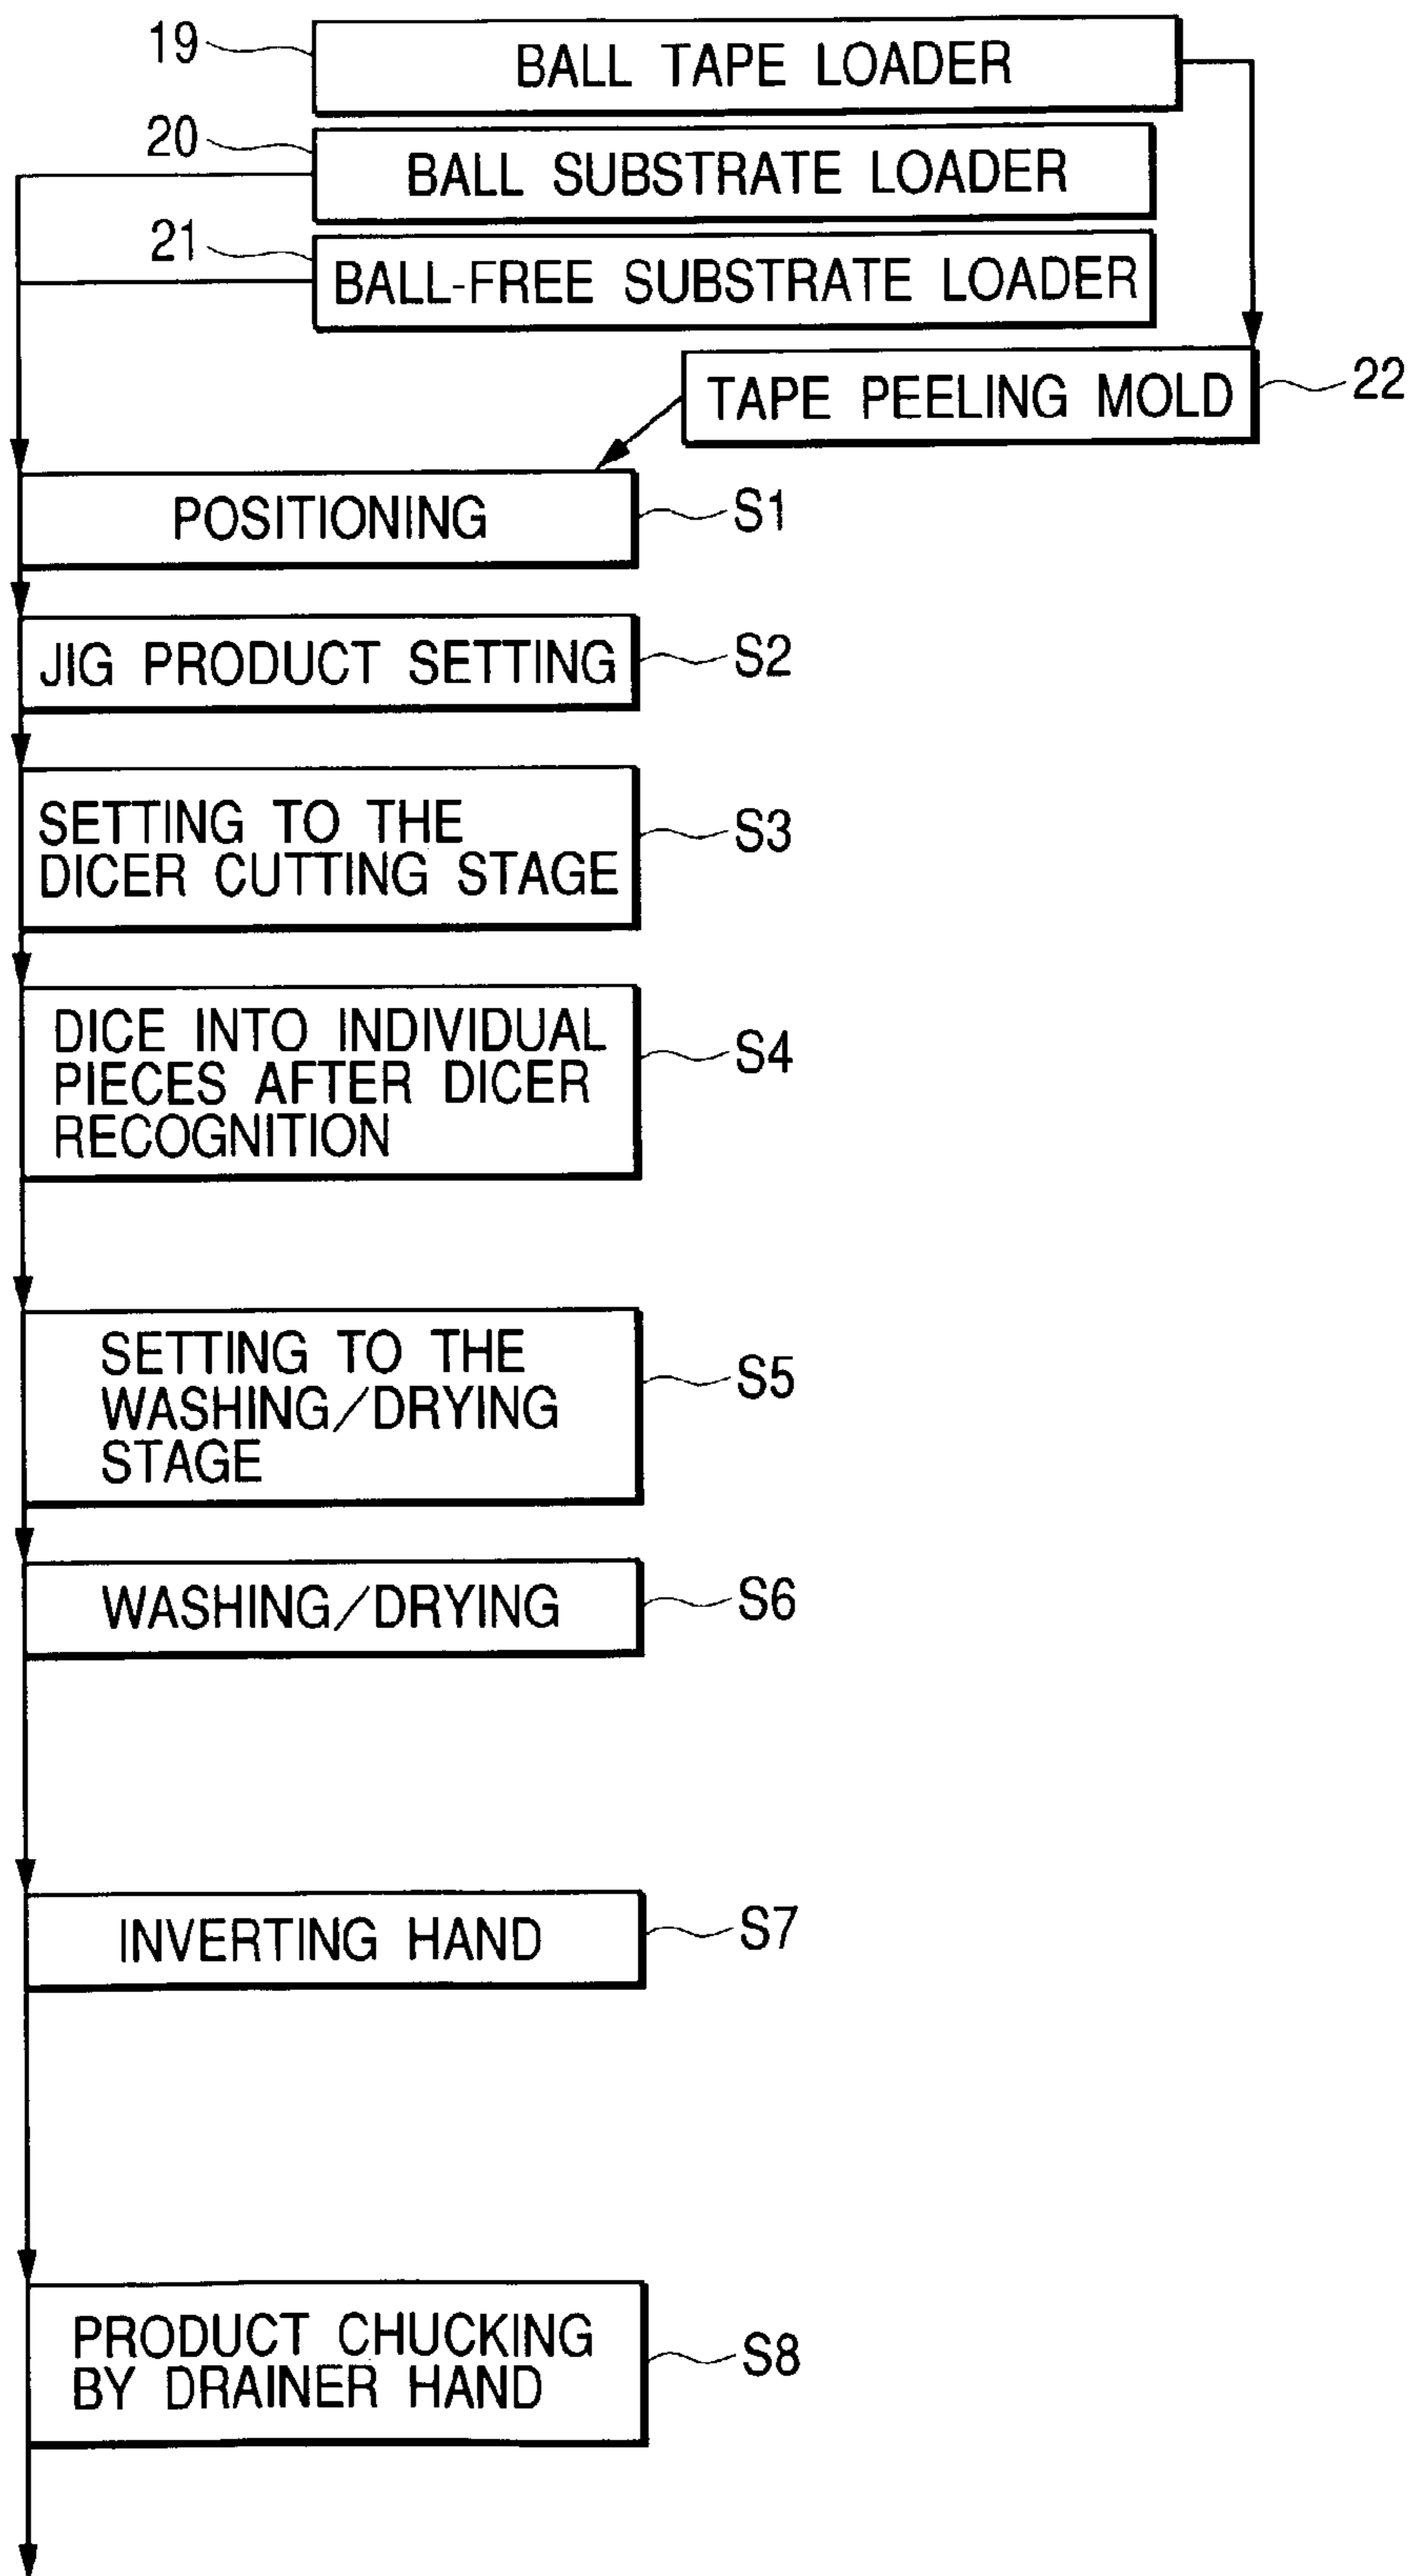 19
BALL TAPE LOADER
20
BALL SUBSTRATE LOADER
21
BALL-FREE SUBSTRATE LOADER
TAPE PEELING MOLD
22
POSITIONING
S1
JIG PRODUCT SETTING
S2
SETTING TO THE
DICER CUTTING STAGE
S3
DICE INTO INDIVIDUAL
PIECES AFTER DICER
RECOGNITION
S4
SETTING TO THE
WASHING/DRYING
STAGE
S5
WASHING/DRYING
S6
INVERTING HAND
S7
PRODUCT CHUCKING
BY DRAINER HAND
S8